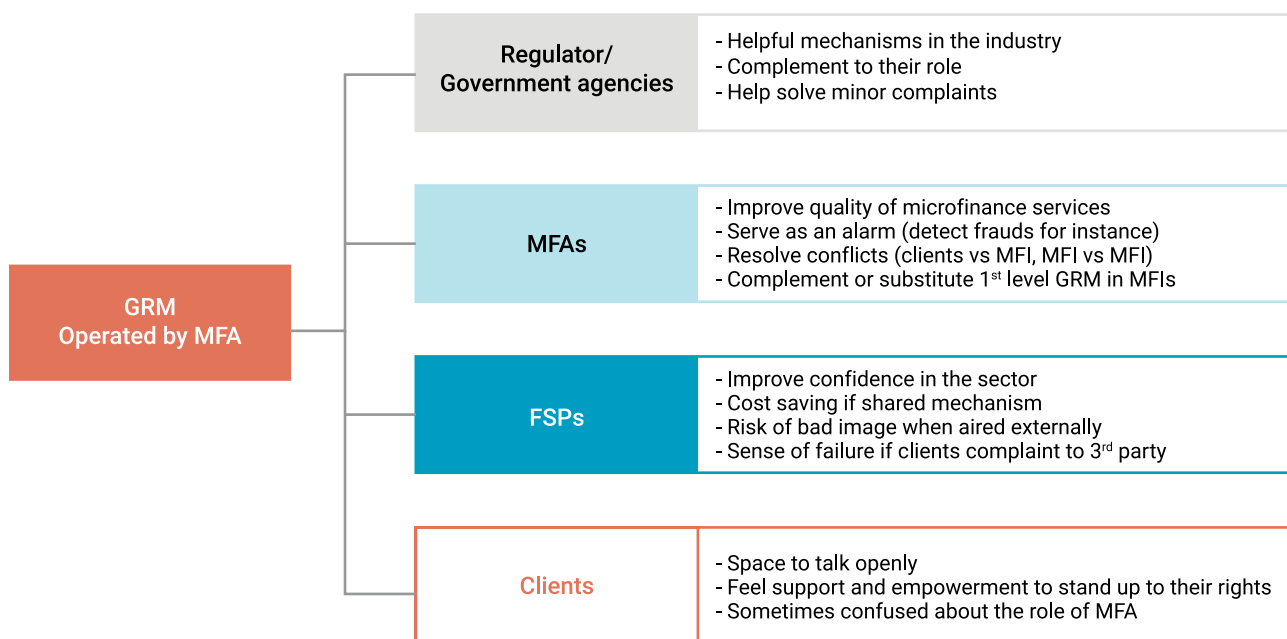 GRM
Operated by MFA
Regulator/
Government agencies
- Helpful mechanisms in the industry
- Complement to their role
- Help solve minor complaints
MFAs
- Improve quality of microfinance services
- Serve as an alarm (detect frauds for instance)
- Resolve conflicts (clients vs MFI, MFI vs MFI)
- Complement or substitute 1st level GRM in MFIs
FSPs
- Improve confidence in the sector
- Cost saving if shared mechanism
- Risk of bad image when aired externally
- Sense of failure if clients complaint to 3rd party
Clients
- Space to talk openly
- Feel support and empowerment to stand up to their rights
- Sometimes confused about the role of MFA